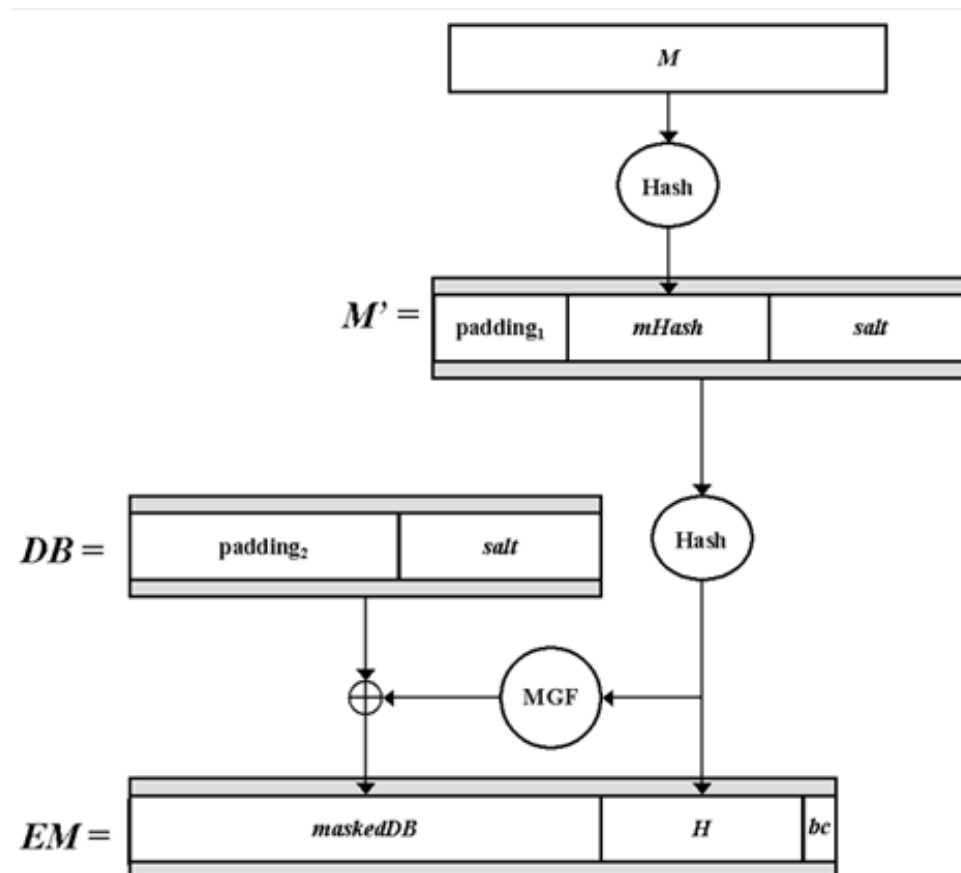 M
Hash
M’ = padding₁ mHash salt
DB = padding₂ salt Hash
MGF
EM = maskedDB H bc